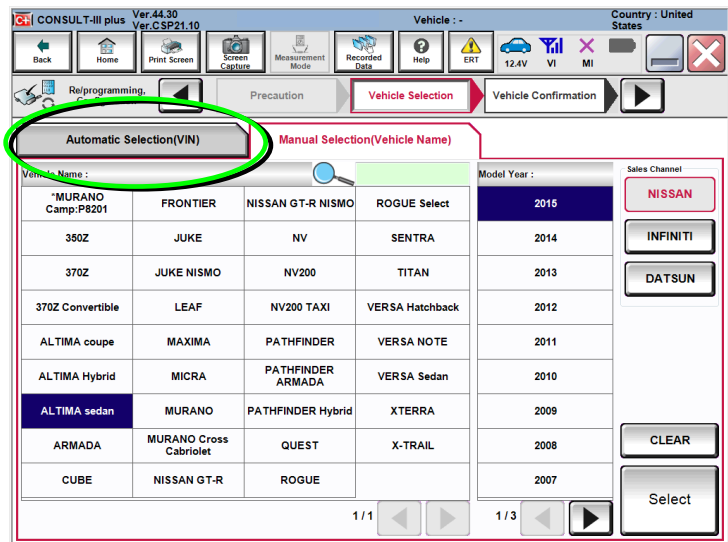 C+ CONSULT-III plus Ver.44.30
Ver.CSP21.10
Vehicle : -
Country : United
States
Back
Home
Print Screen
Screen
Capture
Measurement
Mode
Recorded
Data
Help
ERT
12.4V
VI
MI
Re/programming,
Precaution
Vehicle Selection
Vehicle Confirmation
Automatic Selection(VIN)
Manual Selection(Vehicle Name)
Vehicle Name :
Model Year :
Sales Channel
*MURANO
Camp:P8201
FRONTIER
NISSAN GT-R NISMO
ROGUE Select
2015
NISSAN
350Z
JUKE
NV
SENTRA
2014
INFINITI
370Z
JUKE NISMO
NV200
TITAN
2013
DATSUN
370Z Convertible
LEAF
NV200 TAXI
VERSA Hatchback
2012
ALTIMA coupe
MAXIMA
PATHFINDER
VERSA NOTE
2011
ALTIMA Hybrid
MICRA
PATHFINDER
ARMADA
VERSA Sedan
2010
ALTIMA sedan
MURANO
PATHFINDER Hybrid
XTERRA
2009
ARMADA
MURANO Cross
Cabriolet
QUEST
X-TRAIL
2008
CLEAR
CUBE
NISSAN GT-R
ROGUE
2007
Select
1/1
1/3